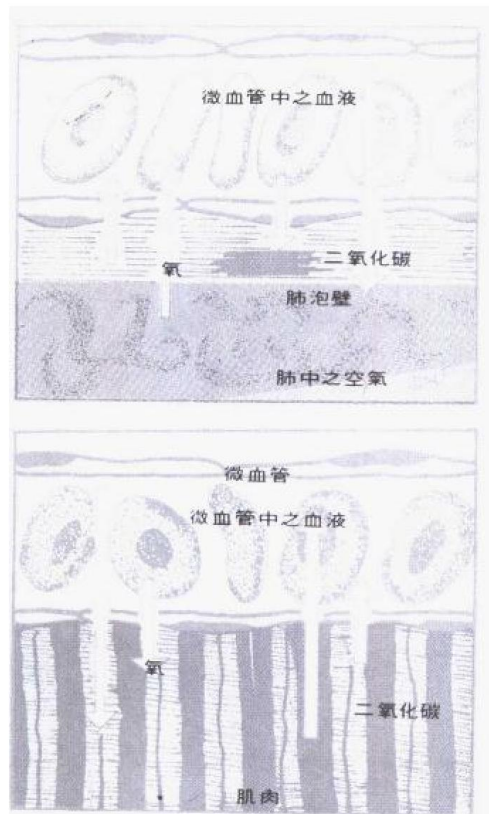 微血管中之血液
氧
二氧化碳
肺泡壁
肺中之空氣
微血管
微血管中之血液
氧
二氧化碳
肌肉